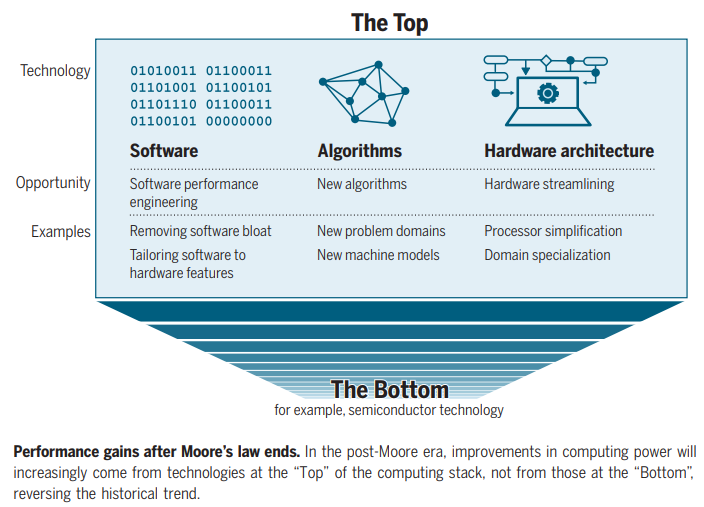 The Top
Technology
01010011 01100011
01101001 01100101
01101110 01100011
01100101 00000000
Software
Algorithms
Hardware architecture
Opportunity
Software performance
engineering
New algorithms
Hardware streamlining
Examples
Removing software bloat
New problem domains
Processor simplification
Tailoring software to
hardware features
New machine models
Domain specialization
The Bottom
for example, semiconductor technology
Performance gains after Moore’s law ends. In the post-Moore era, improvements in computing power will
increasingly come from technologies at the “Top” of the computing stack, not from those at the “Bottom”,
reversing the historical trend.